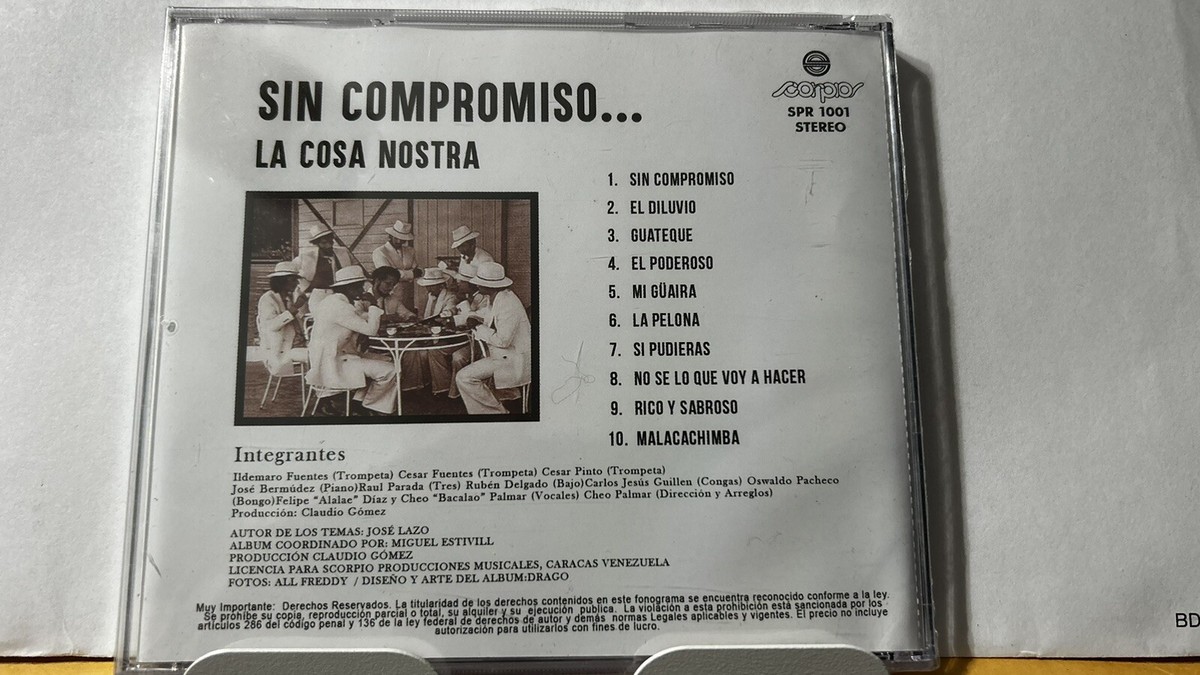 SIN COMPROMISO...
LA COSA NOSTRA
scorpios
SPR 1001
STEREO
1. SIN COMPROMISO
2. EL DILUVIO
3. GUATEQUE
4. EL PODEROSO
5. MI GÜAIRA
6. LA PELONA
7. SI PUDIERAS
8. NO SE LO QUE VOY A HACER
9. RICO Y SABROSO
10. MALACACHIMBA
Integrantes
Ildemaro Fuentes (Trompeta) Cesar Fuentes (Trompeta) Cesar Pinto (Trompeta)
José Bermúdez (Piano)Raul Parada (Tres) Rubén Delgado (Bajo)Carlos Jesús Guillen (Congas) Oswaldo Pacheco
(Bongo)Felipe "Alalae" Díaz y Cheo "Bacalao" Palmar (Vocales) Cheo Palmar (Dirección y Arreglos)
Producción: Claudio Gómez
AUTOR DE LOS TEMAS: JOSÉ LAZO
ALBUM COORDINADO POR: MIGUEL ESTIVILL
PRODUCCIÓN CLAUDIO GÓMEZ
LICENCIA PARA SCORPIO PRODUCCIONES MUSICALES, CARACAS VENEZUELA
FOTOS: ALL FREDDY / DISEÑO Y ARTE DEL ALBUM:DRAGO
Muy Importante: Derechos Reservados. La titularidad de los derechos contenidos en este fonograma se encuentra reconocido conforme a la ley.
Se prohibe su copia, reproducción parcial o total, su alquiler y su ejecución publica. La violación a esta prohibición está sancionada por los
artículos 286 del código penal y 136 de la ley federal de derechos de autor y demás normas Legales aplicables y vigentes. El precio no incluye
autorización para utilizarlos con fines de lucro.
BD